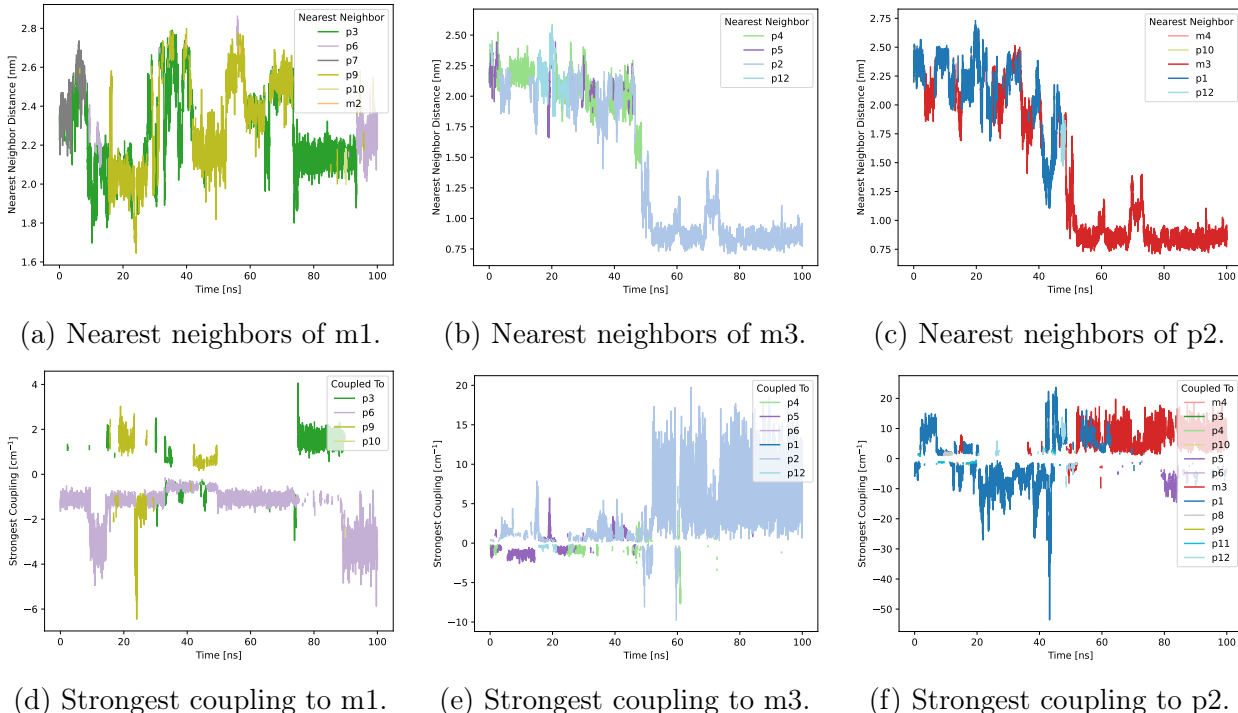 Nearest Neighbor Distance [nm]
2.8
2.6
2.4
2.2
2.0
1.8
1.6
0
20
40
60
80
100
Time [ns]
Nearest Neighbor
p3
p6
p7
p9
p10
m2
(a) Nearest neighbors of m1.
Nearest Neighbor Distance [nm]
2.50
2.25
2.00
1.75
1.50
1.25
1.00
0.75
0
20
40
60
80
100
Time [ns]
Nearest Neighbor
p4
p5
p2
p12
(b) Nearest neighbors of m3.
Nearest Neighbor Distance [nm]
2.75
2.50
2.25
2.00
1.75
1.50
1.25
1.00
0.75
0
20
40
60
80
100
Time [ns]
Nearest Neighbor
m4
p10
m3
p1
p12
(c) Nearest neighbors of p2.
Strongest Coupling [cm⁻¹]
4
2
0
−2
−4
−6
0
20
40
60
80
100
Time [ns]
Coupled To
p3
p6
p9
p10
(d) Strongest coupling to m1.
Strongest Coupling [cm⁻¹]
20
15
10
5
0
−5
−10
0
20
40
60
80
100
Time [ns]
Coupled To
p4
p5
p6
p1
p2
p12
(e) Strongest coupling to m3.
Strongest Coupling [cm⁻¹]
20
10
0
−10
−20
−30
−40
−50
0
20
40
60
80
100
Time [ns]
Coupled To
m4
p3
p4
p10
p5
p6
m3
p1
p8
p9
p11
p12
(f) Strongest coupling to p2.